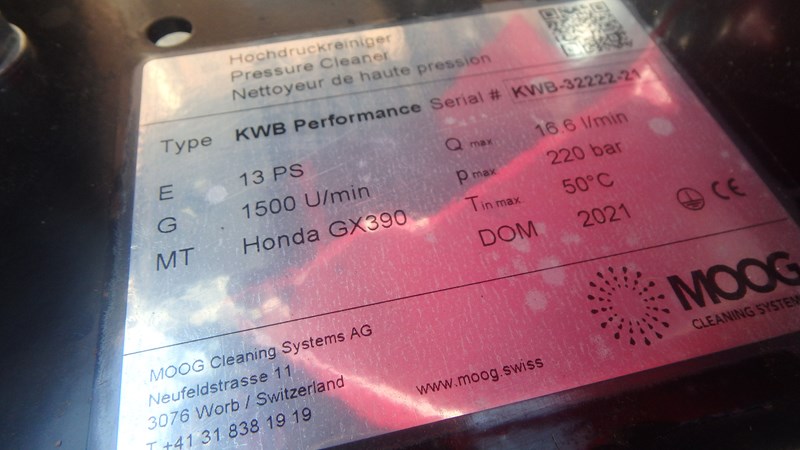 Hochdruckreiniger
Pressure Cleaner
Nettoyeur de haute pression
Type KWB Performance Serial # KWB-32222-21
E 13 PS Q max 16.6 l/min
G 1500 U/min p max 220 bar
MT Honda GX390 T in max 50°C
DOM 2021
CE
MOOG
CLEANING SYSTEM
MOOG Cleaning Systems AG
Neufeldstrasse 11
3076 Worb / Switzerland
T +41 31 838 19 19
www.moog.swiss